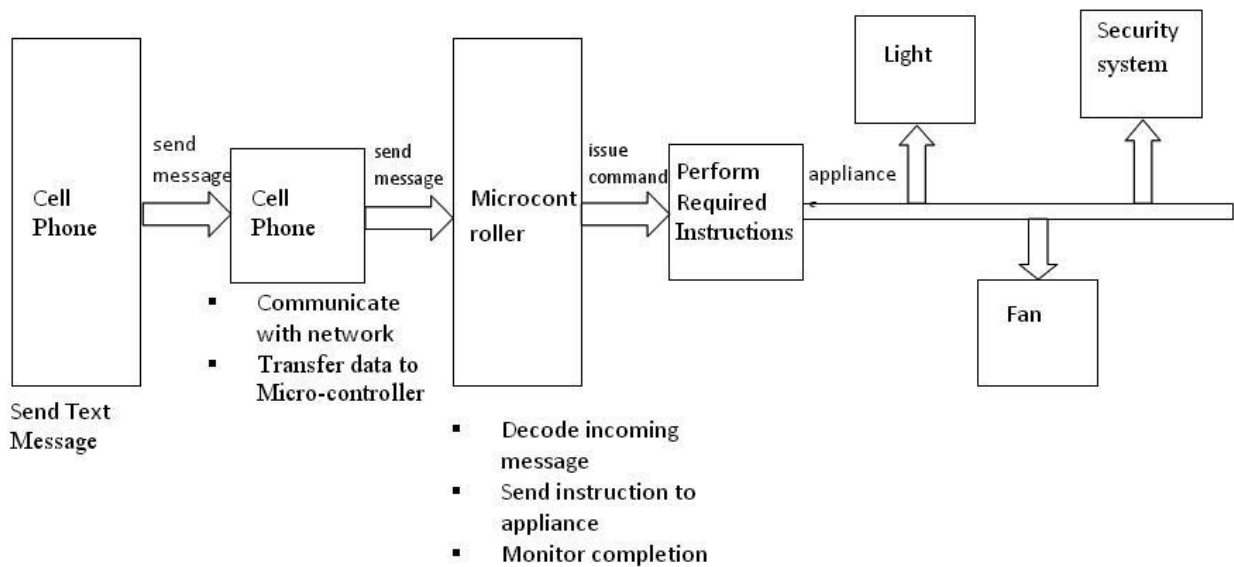 Light
Security
system
send
message
send
message
issue
command
appliance
e
Cell
Phone
Cell
Phone
Microcont
roller
Perform
Required
Instructions
Fan
▪ Communicate
with network
▪ Transfer data to
Micro-controller
Send Text
Message
▪ Decode incoming
message
▪ Send instruction to
appliance
▪ Monitor completion